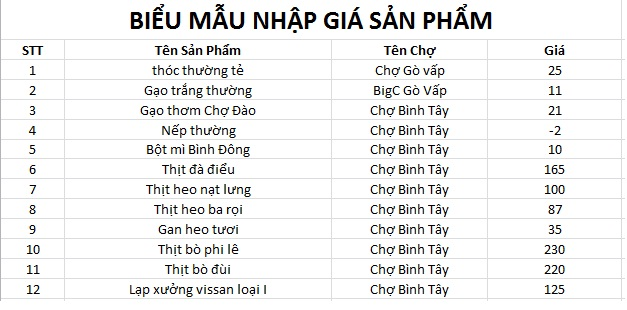 BIỂU MẪU NHẬP GIÁ SẢN PHẨM
STT Tên Sản Phẩm Tên Chợ Giá
1 thóc thường tẻ Chợ Gò vấp 25
2 Gạo trắng thường BigC Gò Vấp 11
3 Gạo thơm Chợ Đào Chợ Bình Tây 21
4 Nếp thường Chợ Bình Tây -2
5 Bột mì Bình Đông Chợ Bình Tây 10
6 Thịt đà điểu Chợ Bình Tây 165
7 Thịt heo nạt lưng Chợ Bình Tây 100
8 Thịt heo ba rọi Chợ Bình Tây 87
9 Gan heo tươi Chợ Bình Tây 35
10 Thịt bò phi lê Chợ Bình Tây 230
11 Thịt bò đùi Chợ Bình Tây 220
12 Lạp xưởng vissan loại I Chợ Bình Tây 125